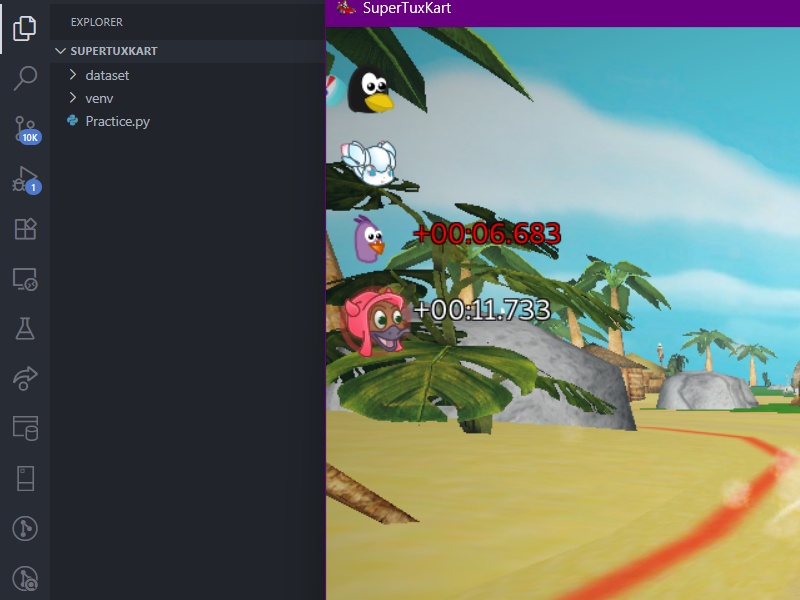 EXPLORER
SUPERTUXKART
dataset
venv
Practice.py
10K
1
SuperTuxKart
+00:06.683
+00:11.733